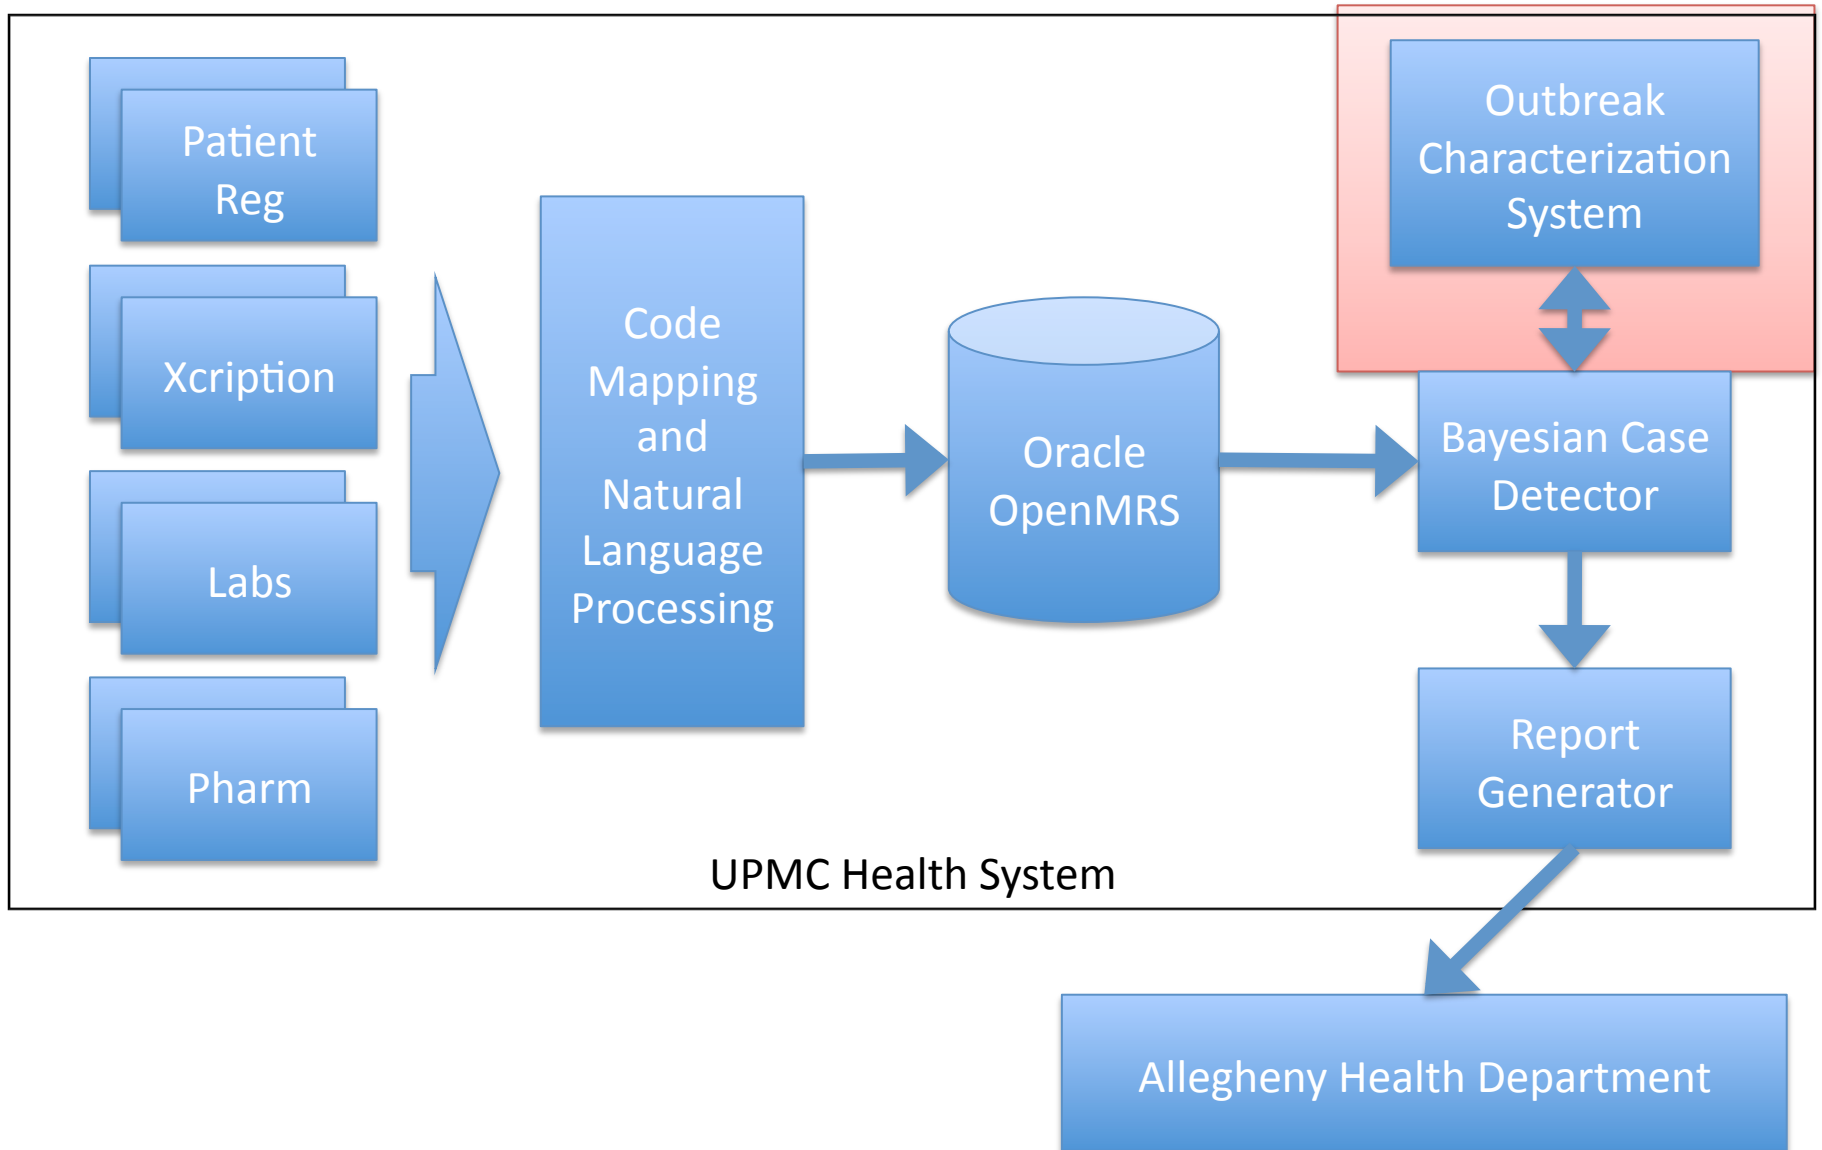 Patient
Reg
Xcription
Labs
Pharm
Code
Mapping
and
Natural
Language
Processing
Oracle
OpenMRS
Outbreak
Characterization
System
Bayesian Case
Detector
Report
Generator
UPMC Health System
Allegheny Health Department